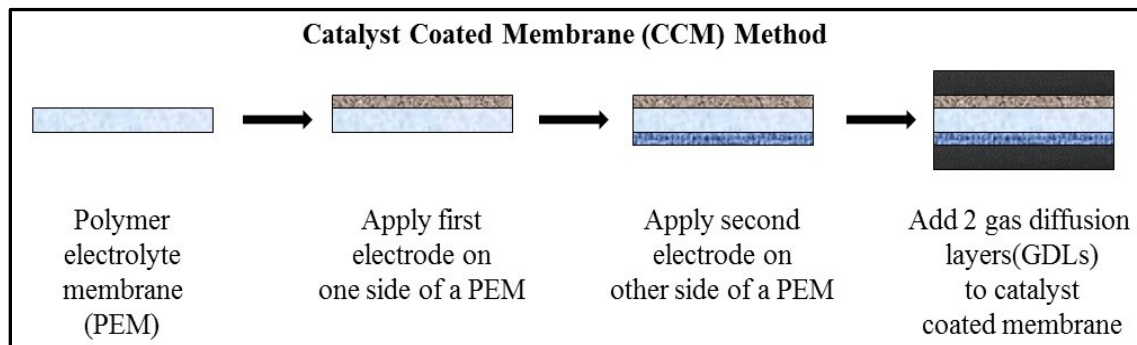 Catalyst Coated Membrane (CCM) Method
Polymer
electrolyte
membrane
(PEM)
Apply first
electrode on
one side of a PEM
Apply second
electrode on
other side of a PEM
Add 2 gas diffusion
layers(GDLs)
to catalyst
coated membrane